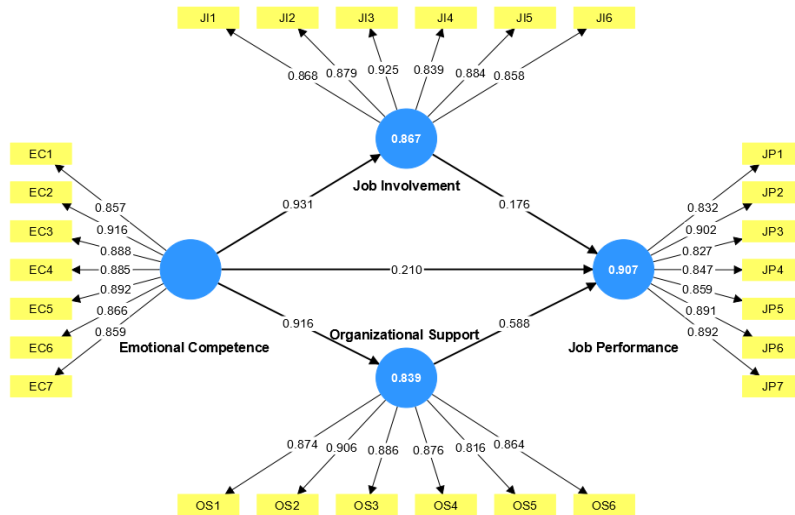 JI1 JI2 JI3 JI4 JI5 JI6
0.868 0.879 0.925 0.839 0.884 0.858
0.867
Job Involvement
EC1
EC2
EC3
EC4
EC5
EC6
EC7
0.857
0.916
0.888
0.885
0.892
0.866
0.859
Emotional Competence
0.931
0.176
0.210
0.916
0.588
Organizational Support
0.839
0.907
Job Performance
0.832
0.902
0.827
0.847
0.859
0.891
0.892
JP1
JP2
JP3
JP4
JP5
JP6
JP7
0.874 0.906 0.886 0.876 0.816 0.864
OS1 OS2 OS3 OS4 OS5 OS6